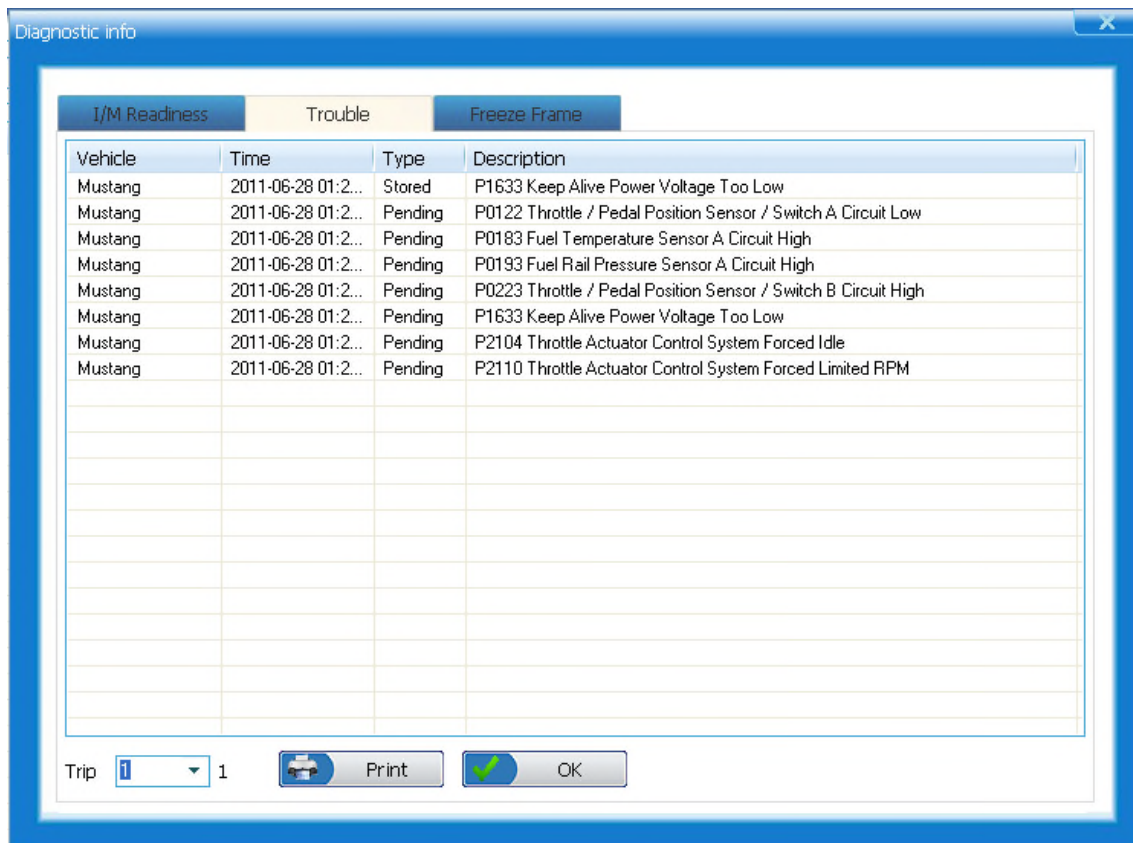 Diagnostic info
X
I/M Readiness Trouble Freeze Frame
Vehicle Time Type Description
Mustang 2011-06-28 01:2... Stored P1633 Keep Alive Power Voltage Too Low
Mustang 2011-06-28 01:2... Pending P0122 Throttle / Pedal Position Sensor / Switch A Circuit Low
Mustang 2011-06-28 01:2... Pending P0183 Fuel Temperature Sensor A Circuit High
Mustang 2011-06-28 01:2... Pending P0193 Fuel Rail Pressure Sensor A Circuit High
Mustang 2011-06-28 01:2... Pending P0223 Throttle / Pedal Position Sensor / Switch B Circuit High
Mustang 2011-06-28 01:2... Pending P1633 Keep Alive Power Voltage Too Low
Mustang 2011-06-28 01:2... Pending P2104 Throttle Actuator Control System Forced Idle
Mustang 2011-06-28 01:2... Pending P2110 Throttle Actuator Control System Forced Limited RPM
Trip 1 1 Print OK